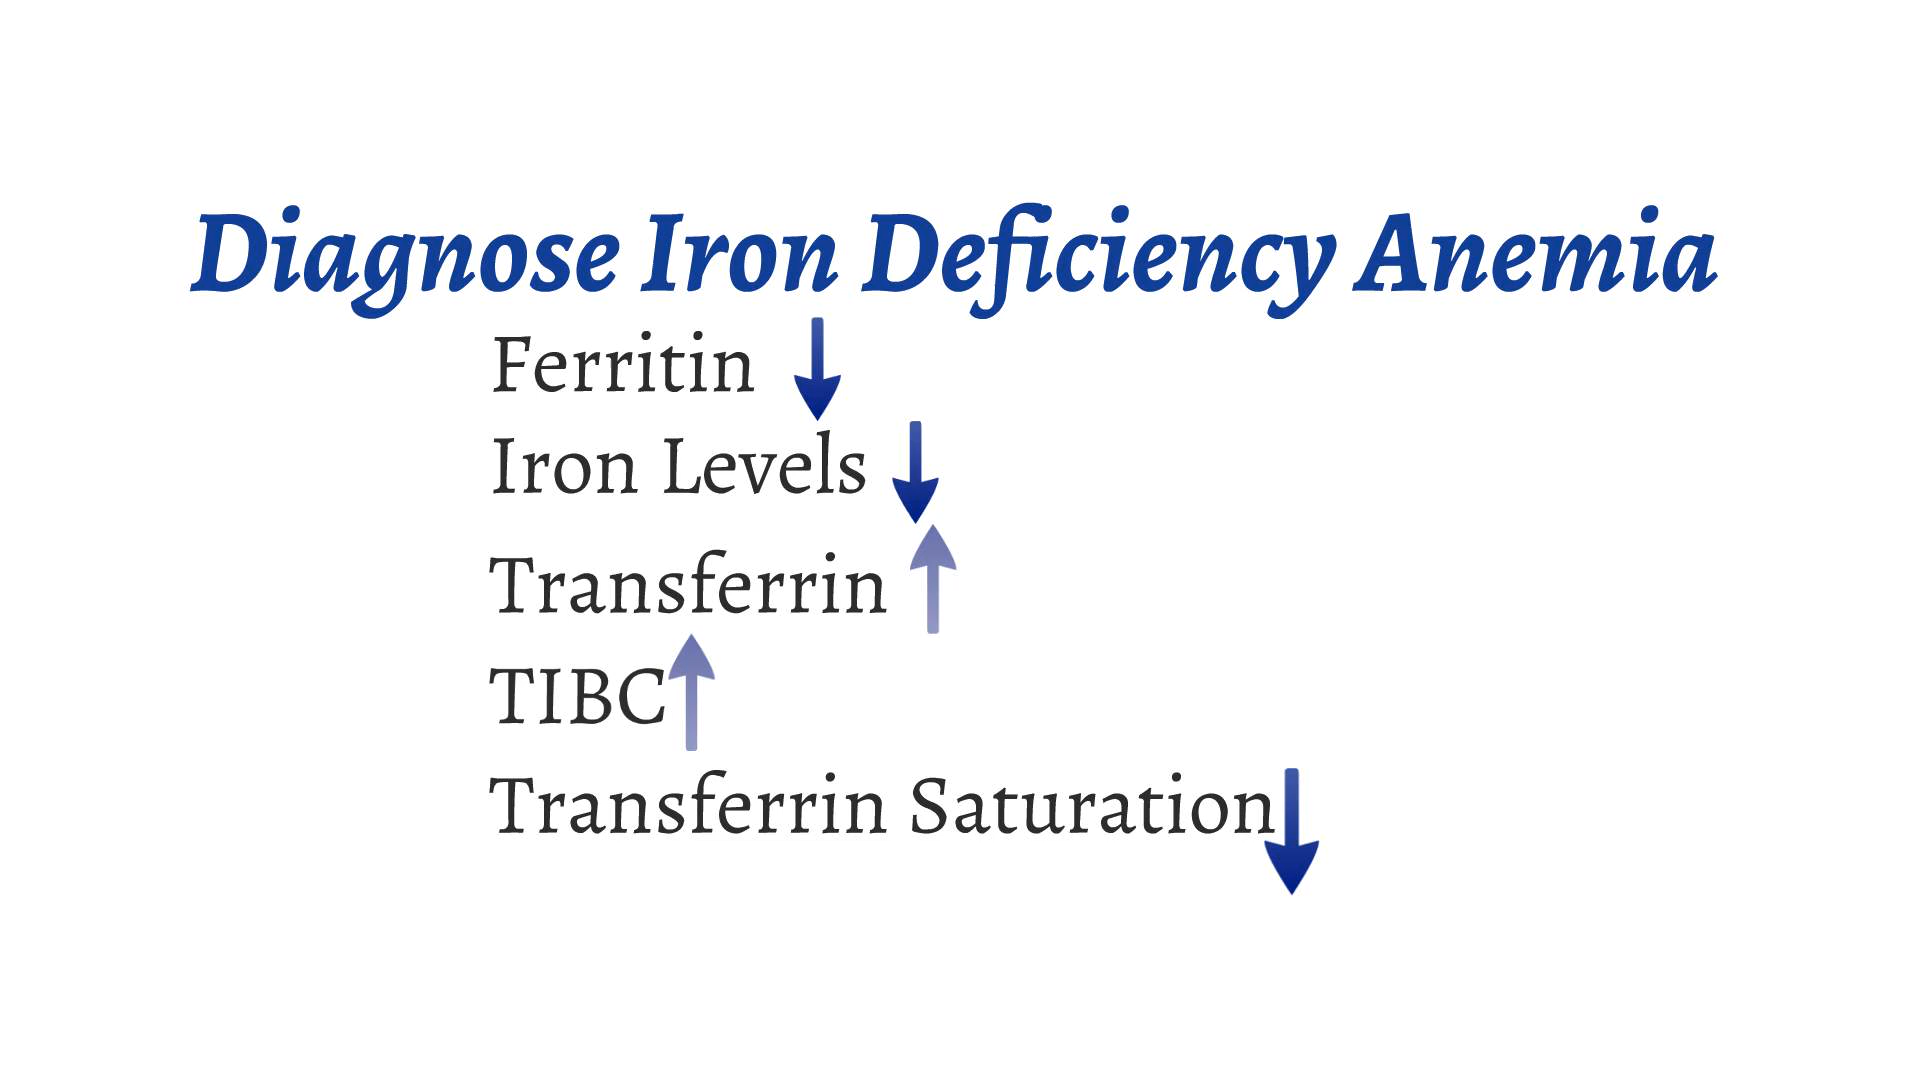 Diagnose Iron Deficiency Anemia
Ferritin
Iron Levels
Transferrin
TIBC
Transferrin Saturation